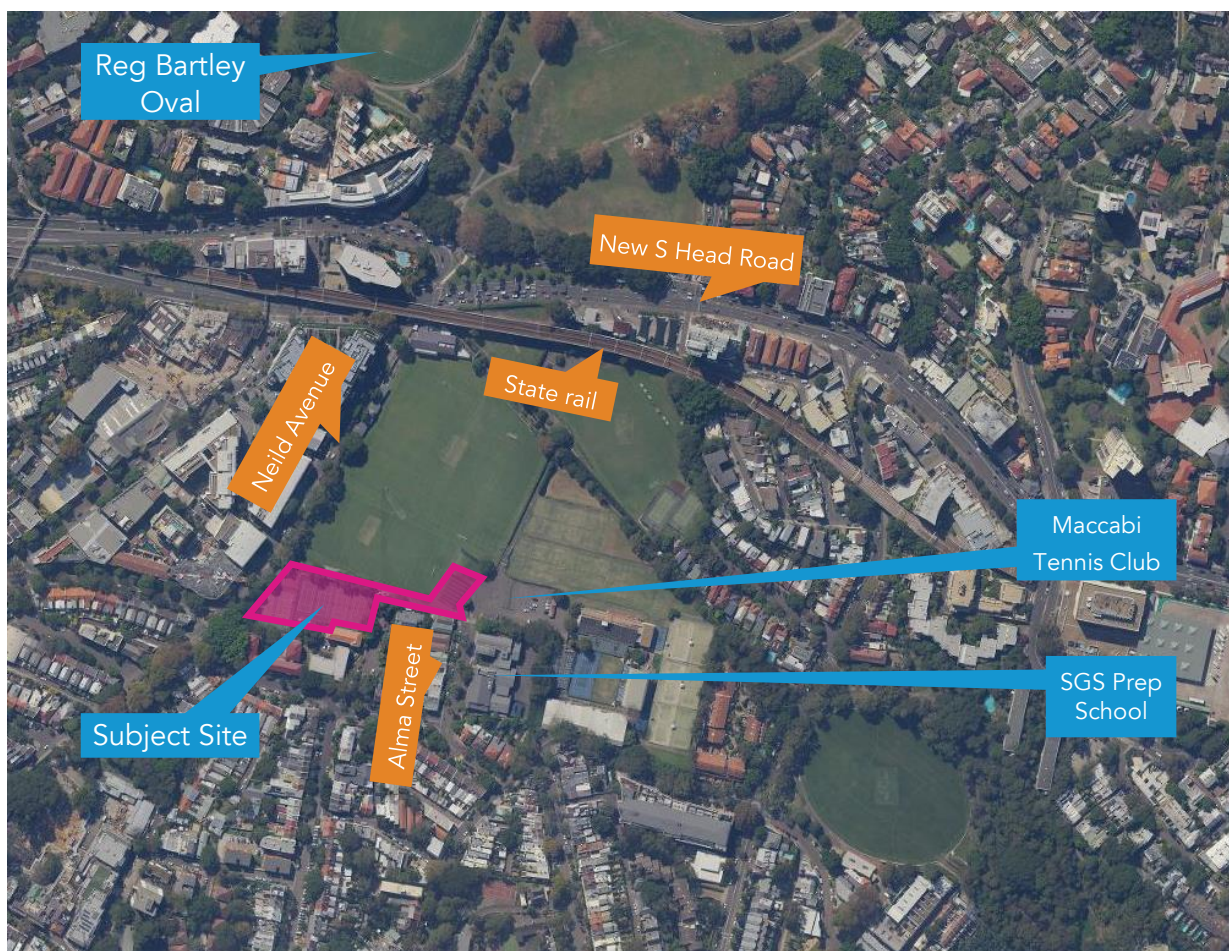 Reg Bartley
Oval
New S Head Road
State rail
Neild Avenue
Maccabi
Tennis Club
SGS Prep
School
Alma Street
Subject Site